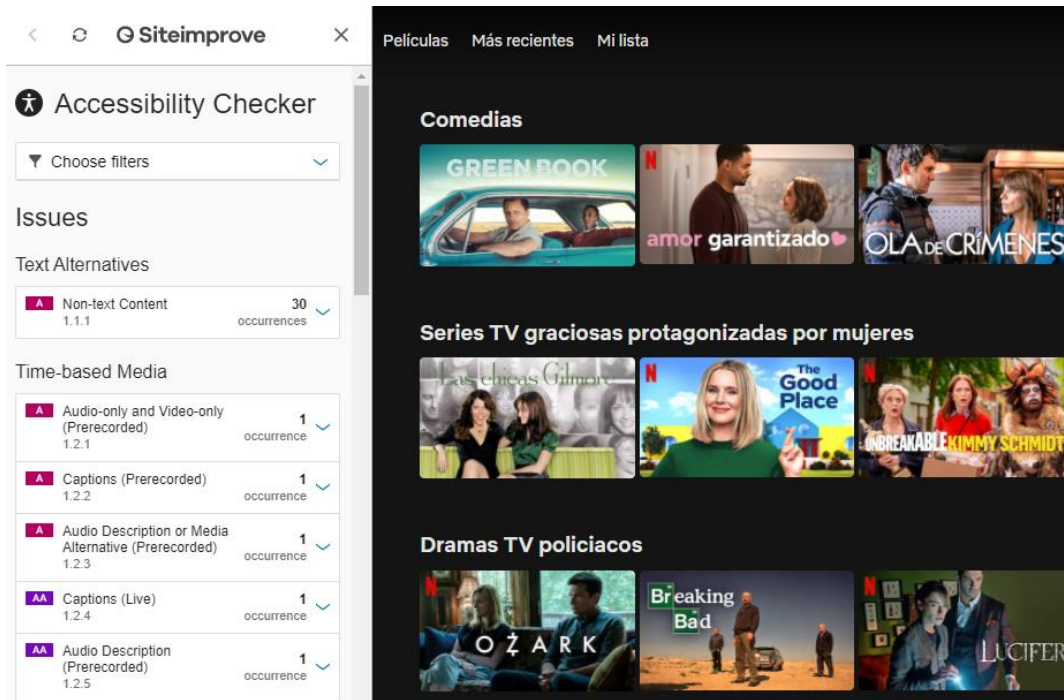 Siteimprove
Accessibility Checker
Choose filters
Issues
Text Alternatives
A Non-text Content 30
1.1.1 occurrences
Time-based Media
A Audio-only and Video-only
(Prerecorded) 1
1.2.1 occurrence
A Captions (Prerecorded) 1
1.2.2 occurrence
A Audio Description or Media
Alternative (Prerecorded) 1
1.2.3 occurrence
AA Captions (Live) 1
1.2.4 occurrence
AA Audio Description
(Prerecorded) 1
1.2.5 occurrence
Películas Más recientes Mi lista
Comedias
GREEN BOOK
N
amor garantizado
OLA DE CRÍMENES
Series TV graciosas protagonizadas por mujeres
Las chicas Gilmore
N
The
Good
Place
N
UNBREAKABLE KIMMY SCHMIDT
Dramas TV policiacos
N
OZARK
Breaking
Bad
N
LUCIFER